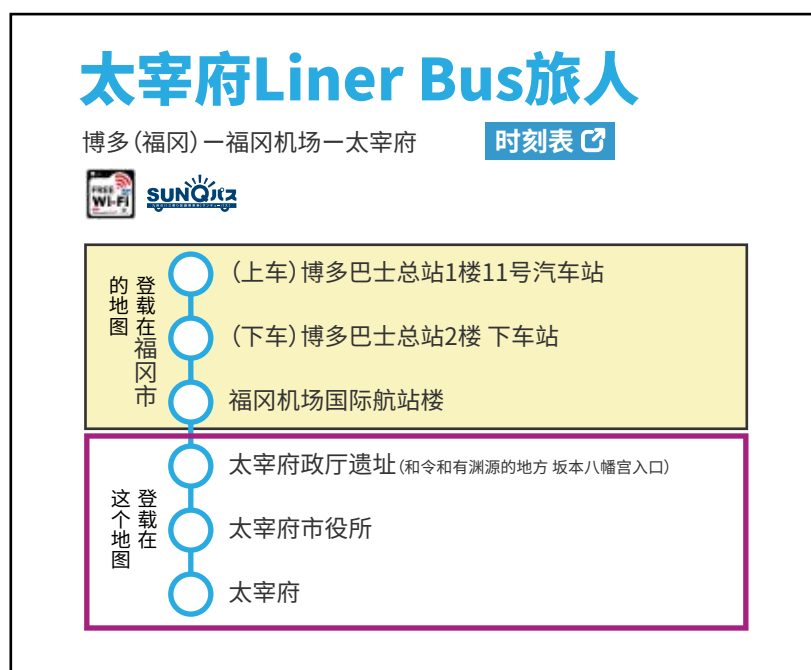 太宰府Liner Bus旅人
博多（福冈）ー福冈机场ー太宰府
时刻表
FREE
Wi-Fi
SUNQパス
登载在福冈市
的地图
（上车）博多巴士总站1楼11号汽车站
（下车）博多巴士总站2楼 下车站
福冈机场国际航站楼
登载在
这个地图
太宰府政厅遗址（和令和有渊源的地方 坂本八幡宫入口）
太宰府市役所
太宰府